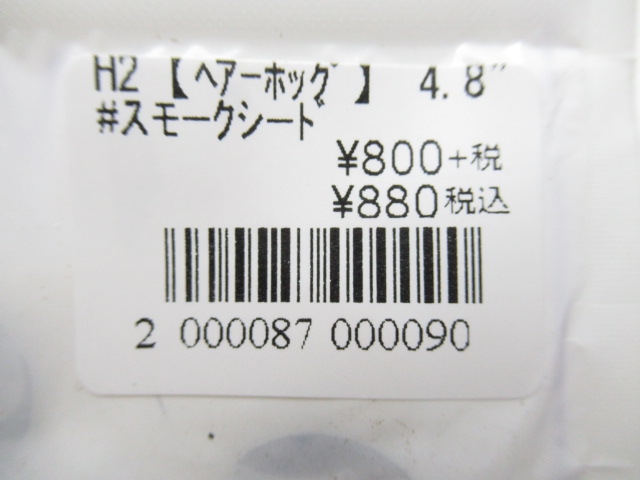 H2【ﾍｱｰﾎｯｸﾞ】 4.8"
#スモークシード
¥800+税
¥880税込
2 000087 000090